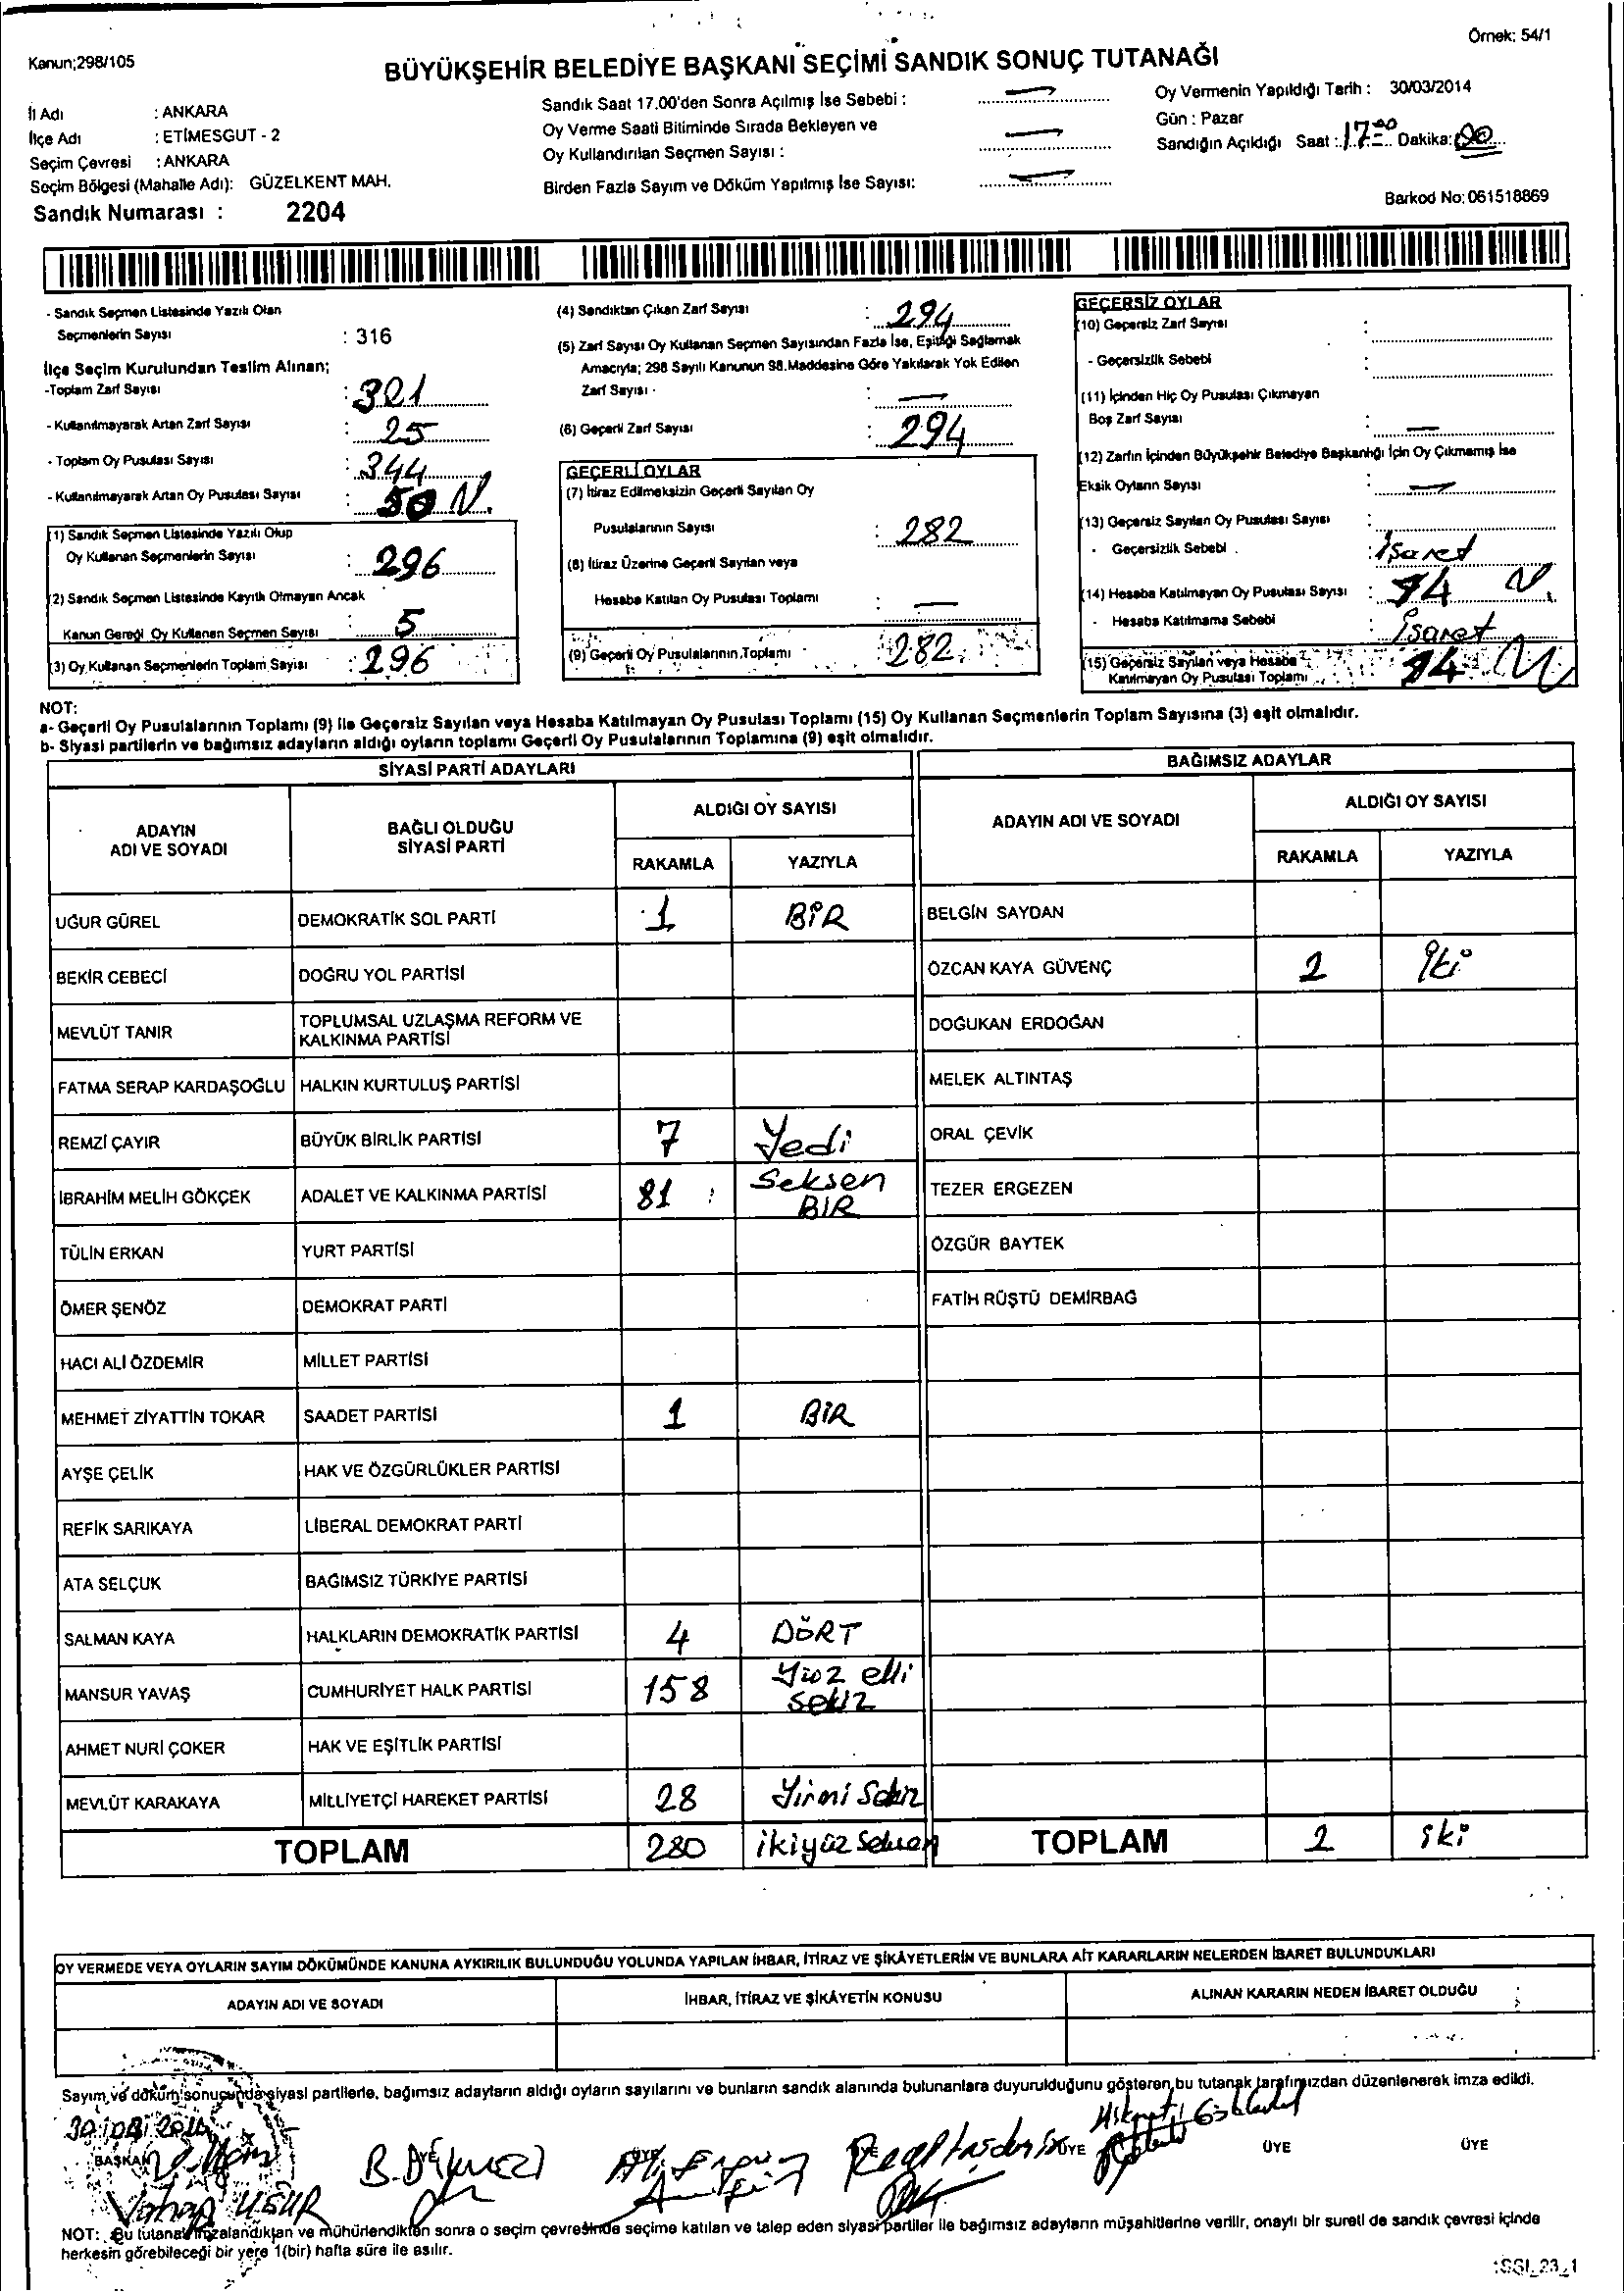 Örnek: 54/1
Kanun;298/105
BÜYÜKŞEHİR BELEDİYE BAŞKANI SEÇİMİ SANDIK SONUÇ TUTANAĞI
İl Adı : ANKARA
İlçe Adı : ETİMESGUT - 2
Seçim Çevresi : ANKARA
Seçim Bölgesi (Mahalle Adı): GÜZELKENT MAH.
Sandık Numarası : 2204
Sandık Saat 17.00'den Sonra Açılmış İse Sebebi :
Oy Verme Saati Bitiminde Sırada Bekleyen ve
Oy Kullandırılan Seçmen Sayısı :
Birden Fazla Sayım ve Döküm Yapılmış İse Sayısı:
Oy Vermenin Yapıldığı Tarih : 30/03/2014
Gün : Pazar
Sandığın Açıldığı Saat : 17.00 Dakika: 00
Barkod No: 061518869
- Sandık Seçmen Listesinde Yazılı Olan
Seçmenlerin Sayısı : 316
İlçe Seçim Kurulundan Teslim Alınan;
-Toplam Zarf Sayısı : 321
- Kullanılmayarak Artan Zarf Sayısı : 25
- Toplam Oy Pusulası Sayısı : 344
- Kullanılmayarak Artan Oy Pusulası Sayısı : 50
(1) Sandık Seçmen Listesinde Yazılı Olup
Oy Kullanan Seçmenlerin Sayısı : 296
(2) Sandık Seçmen Listesinde Kayıtlı Olmayan Ancak
Kanun Gereği Oy Kullanan Seçmen Sayısı : 5
(3) Oy Kullanan Seçmenlerin Toplam Sayısı : 296
(4) Sandıktan Çıkan Zarf Sayısı : 294
(5) Zarf Sayısı Oy Kullanan Seçmen Sayısından Fazla İse, Eşitliği Sağlamak
Amacıyla; 298 Sayılı Kanunun 98.Maddesine Göre Yakılarak Yok Edilen
Zarf Sayısı :
(6) Geçerli Zarf Sayısı : 294
GEÇERLİ OYLAR
(7) İtiraz Edilmeksizin Geçerli Sayılan Oy
Pusulalarının Sayısı : 282
(8) İtiraz Üzerine Geçerli Sayılan veya
Hesaba Katılan Oy Pusulası Toplamı :
(9) Geçerli Oy Pusulalarının Toplamı : 282
GEÇERSİZ OYLAR
(10) Geçersiz Zarf Sayısı :
- Geçersizlik Sebebi :
(11) İçinden Hiç Oy Pusulası Çıkmayan
Boş Zarf Sayısı :
(12) Zarfın İçinden Büyükşehir Belediye Başkanlığı İçin Oy Çıkmamış İse
Eksik Oyların Sayısı :
(13) Geçersiz Sayılan Oy Pusulası Sayısı :
- Geçersizlik Sebebi : işaret
(14) Hesaba Katılmayan Oy Pusulası Sayısı : 14
- Hesaba Katılmama Sebebi : işaret
(15) Geçersiz Sayılan veya Hesaba
Katılmayan Oy Pusulası Toplamı : 14
NOT:
a- Geçerli Oy Pusulalarının Toplamı (9) ile Geçersiz Sayılan veya Hesaba Katılmayan Oy Pusulası Toplamı (15) Oy Kullanan Seçmenlerin Toplam Sayısına (3) eşit olmalıdır.
b- Siyasi partilerin ve bağımsız adayların aldığı oyların toplamı Geçerli Oy Pusulalarının Toplamına (9) eşit olmalıdır.
SİYASİ PARTİ ADAYLARI
ADAYIN
ADI VE SOYADI
BAĞLI OLDUĞU
SİYASİ PARTİ
ALDIĞI OY SAYISI
RAKAMLA YAZIYLA
UĞUR GÜREL DEMOKRATİK SOL PARTİ 1 BİR
BEKİR CEBECİ DOĞRU YOL PARTİSİ
MEVLÜT TANIR TOPLUMSAL UZLAŞMA REFORM VE
KALKINMA PARTİSİ
FATMA SERAP KARDAŞOĞLU HALKIN KURTULUŞ PARTİSİ
REMZİ ÇAYIR BÜYÜK BİRLİK PARTİSİ 7 Yedi
İBRAHİM MELİH GÖKÇEK ADALET VE KALKINMA PARTİSİ 81 Seksen
BİR
TÜLİN ERKAN YURT PARTİSİ
ÖMER ŞENÖZ DEMOKRAT PARTİ
HACI ALİ ÖZDEMİR MİLLET PARTİSİ
MEHMET ZİYATTİN TOKAR SAADET PARTİSİ 1 BİR
AYŞE ÇELİK HAK VE ÖZGÜRLÜKLER PARTİSİ
REFİK SARIKAYA LİBERAL DEMOKRAT PARTİ
ATA SELÇUK BAĞIMSIZ TÜRKİYE PARTİSİ
SALMAN KAYA HALKLARIN DEMOKRATİK PARTİSİ 4 DÖRT
MANSUR YAVAŞ CUMHURİYET HALK PARTİSİ 158 Yüz elli
sekiz
AHMET NURİ ÇOKER HAK VE EŞİTLİK PARTİSİ
MEVLÜT KARAKAYA MİLLİYETÇİ HAREKET PARTİSİ 28 Yirmi Sekiz
TOPLAM 280 ikiyüz Seksen
BAĞIMSIZ ADAYLAR
ADAYIN ADI VE SOYADI
ALDIĞI OY SAYISI
RAKAMLA YAZIYLA
BELGİN SAYDAN
ÖZCAN KAYA GÜVENÇ 2 iki
DOĞUKAN ERDOĞAN
MELEK ALTINTAŞ
ORAL ÇEVİK
TEZER ERGEZEN
ÖZGÜR BAYTEK
FATİH RÜŞTÜ DEMİRBAĞ
TOPLAM 2 iki
OY VERMEDE VEYA OYLARIN SAYIM DÖKÜMÜNDE KANUNA AYKIRILIK BULUNDUĞU YOLUNDA YAPILAN İHBAR, İTİRAZ VE ŞİKÂYETLERİN VE BUNLARA AİT KARARLARIN NELERDEN İBARET BULUNDUKLARI
ADAYIN ADI VE SOYADI İHBAR, İTİRAZ VE ŞİKÂYETİN KONUSU ALINAN KARARIN NEDEN İBARET OLDUĞU
Sayım ve döküm sonucunda siyasi partilerle, bağımsız adayların aldığı oyların sayılarını ve bunların sandık alanında bulunanlara duyurulduğunu gösteren bu tutanak tarafımızdan düzenlenerek imza edildi.
BAŞKAN ÜYE ÜYE ÜYE ÜYE ÜYE ÜYE
Vahap UĞUR
NOT: Bu tutanak imzalandıktan ve mühürlendikten sonra o seçim çevresinde seçime katılan ve talep eden siyasi partiler ile bağımsız adayların müşahitlerine verilir, onaylı bir sureti de sandık çevresi içinde
herkesin görebileceği bir yere 1(bir) hafta süre ile asılır.